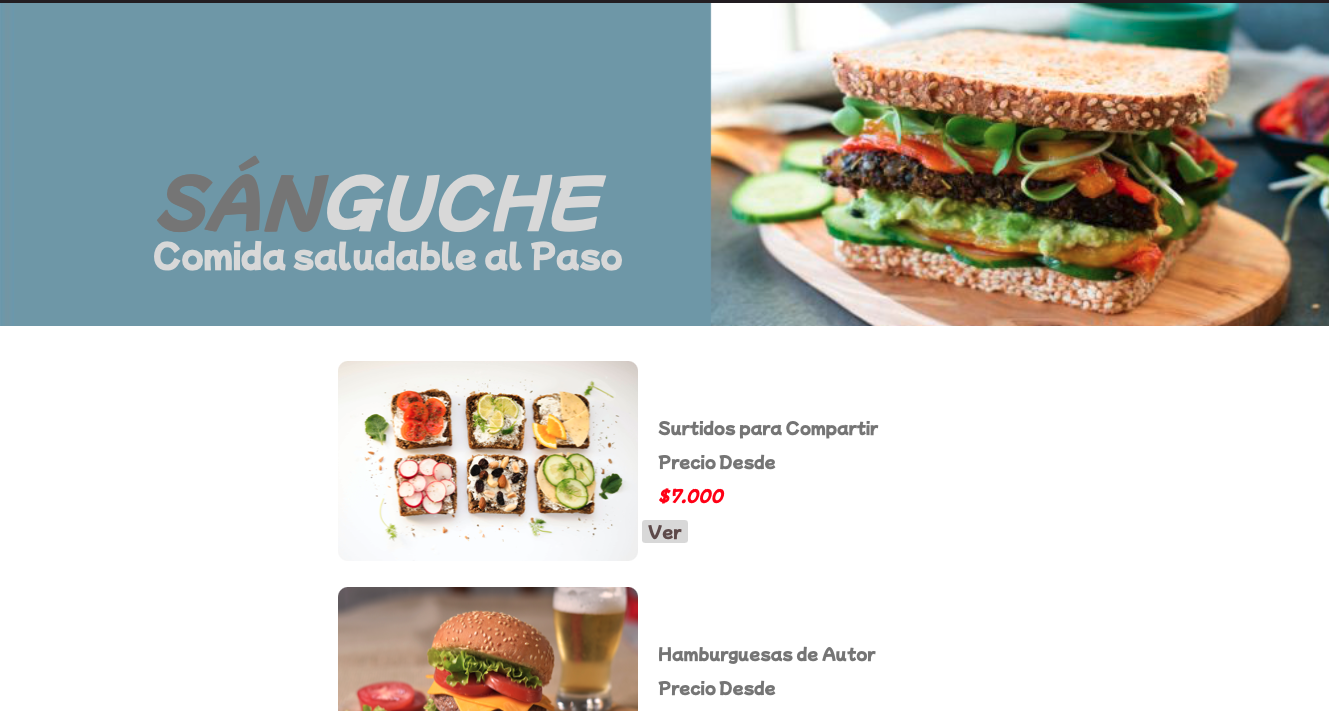 SÁNGUCHE
Comida saludable al Paso
Surtidos para Compartir
Precio Desde
$7.000
Ver
Hamburguesas de Autor
Precio Desde